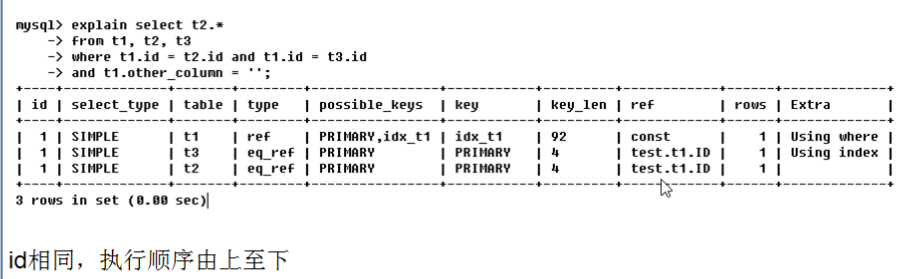 mysql> explain select t2.*
    -> from t1, t2, t3
    -> where t1.id = t2.id and t1.id = t3.id
    -> and t1.other_column = '';
+----+-------------+-------+--------+----------------+---------+---------+------------+------+-------------+
| id | select_type | table | type   | possible_keys  | key     | key_len | ref        | rows | Extra       |
+----+-------------+-------+--------+----------------+---------+---------+------------+------+-------------+
|  1 | SIMPLE      | t1    | ref    | PRIMARY,idx_t1 | idx_t1  | 92      | const      |    1 | Using where |
|  1 | SIMPLE      | t3    | eq_ref | PRIMARY        | PRIMARY | 4       | test.t1.ID |    1 | Using index |
|  1 | SIMPLE      | t2    | eq_ref | PRIMARY        | PRIMARY | 4       | test.t1.ID |    1 |             |
+----+-------------+-------+--------+----------------+---------+---------+------------+------+-------------+
3 rows in set (0.00 sec)
id相同，执行顺序由上至下